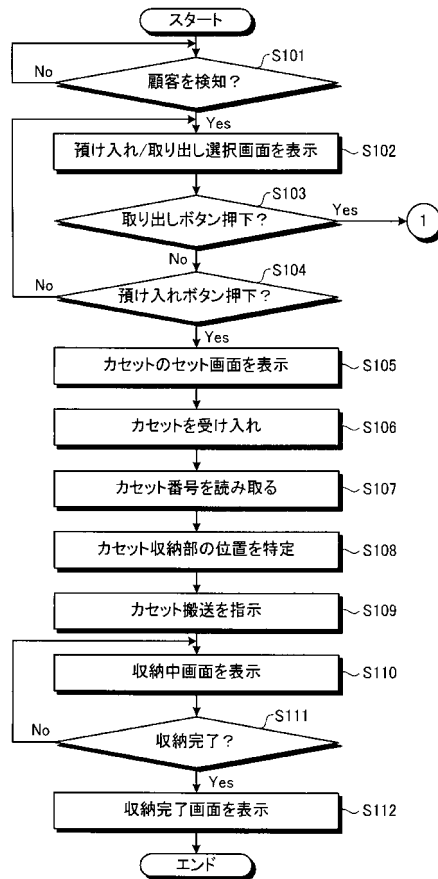 スタート
S101
顧客を検知？
No
Yes
預け入れ/取り出し選択画面を表示
S102
S103
取り出しボタン押下？
Yes
1
No
S104
預け入れボタン押下？
No
Yes
カセットのセット画面を表示
S105
カセットを受け入れ
S106
カセット番号を読み取る
S107
カセット収納部の位置を特定
S108
カセット搬送を指示
S109
収納中画面を表示
S110
S111
収納完了？
No
Yes
収納完了画面を表示
S112
エンド